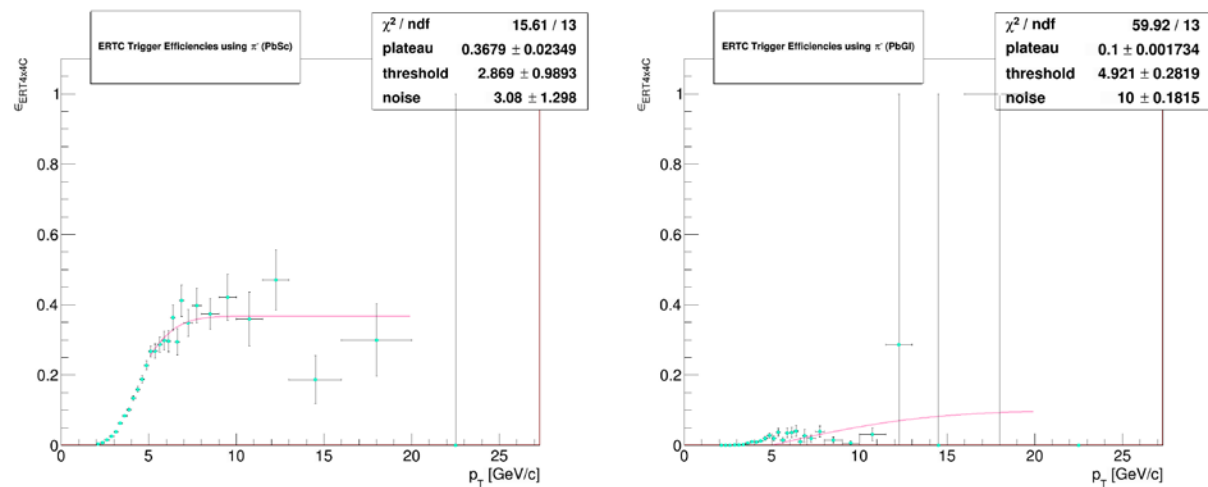 ERTC Trigger Efficiencies using π⁻ (PbSc)
χ² / ndf 15.61 / 13
plateau 0.3679 ± 0.02349
threshold 2.869 ± 0.9893
noise 3.08 ± 1.298
ϵERT4x4C
1
0.8
0.6
0.4
0.2
0
0 5 10 15 20 25
pT [GeV/c]
ERTC Trigger Efficiencies using π⁻ (PbGl)
χ² / ndf 59.92 / 13
plateau 0.1 ± 0.001734
threshold 4.921 ± 0.2819
noise 10 ± 0.1815
ϵERT4x4C
1
0.8
0.6
0.4
0.2
0
0 5 10 15 20 25
pT [GeV/c]